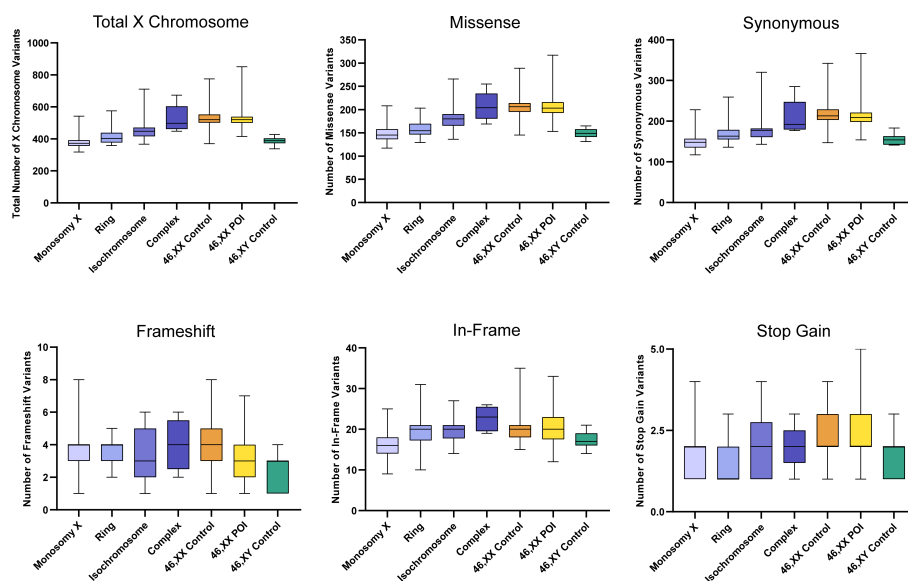 Total X Chromosome
Total Number of X Chromosome Variants
1000
800
600
400
200
0
Monosomy X
Ring
Isochromosome
Complex
46,XX Control
46,XX POI
46,XY Control
Missense
Number of Missense Variants
350
300
250
200
150
100
50
0
Monosomy X
Ring
Isochromosome
Complex
46,XX Control
46,XX POI
46,XY Control
Synonymous
Number of Synonymous Variants
400
300
200
100
0
Monosomy X
Ring
Isochromosome
Complex
46,XX Control
46,XX POI
46,XY Control
Frameshift
Number of Frameshift Variants
10
8
6
4
2
0
Monosomy X
Ring
Isochromosome
Complex
46,XX Control
46,XX POI
46,XY Control
In-Frame
Number of In-Frame Variants
40
30
20
10
0
Monosomy X
Ring
Isochromosome
Complex
46,XX Control
46,XX POI
46,XY Control
Stop Gain
Number of Stop Gain Variants
5.0
2.5
0.0
Monosomy X
Ring
Isochromosome
Complex
46,XX Control
46,XX POI
46,XY Control